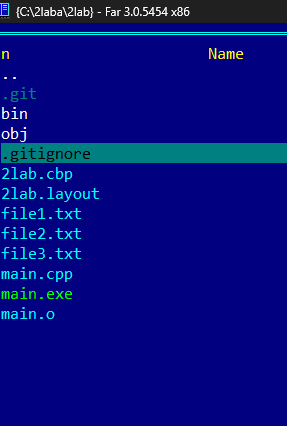 {C:\2laba\2lab} - Far 3.0.5454 x86
n Name
..
.git
bin
obj
.gitignore
2lab.cbp
2lab.layout
file1.txt
file2.txt
file3.txt
main.cpp
main.exe
main.o